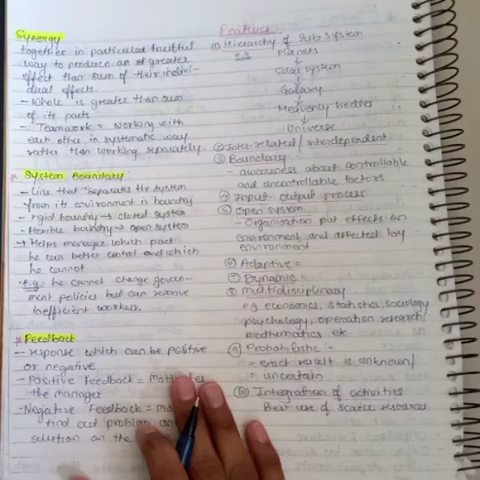 Synergy
together in particular fruitful
way to produce an of greater
effect than sum of their indivi-
dual effects.
- Whole is greater than sum
of its parts
- Teamwork = working with
each other in systematic way
rather than working separately
System Boundary
- Line that separates the system
from its environment is boundry
- rigid boundry → closed system
- flexible boundry → open system
→ Helps manager which part
he can better control and which
he cannot
- e.g. he cannot change govern-
ment policies but can remove
inefficient workers.
Feedback
- response which can be positive
or negative
- Positive Feedback = Motivates
the manager
- Negative Feedback =
find out problem
solution on the
Features
① Hierarchy of Sub System
e.g. Planets
↓
Solar system
↓
Galaxy
↓
Heavenly bodies
↓
Universe
② Inter-related / interdependent
③ Boundary
- awareness about controllable
and uncontrollable factors
④ Input-output process
⑤ Open system
- Organisation put effects on
environment and affected by
environment
⑥ Adaptive =
⑦ Dynamic -
⑧ Multidisciplinary
e.g. economics, sociology
psychology, operation research
mathematics etc
⑨ Probabilistic :-
- exact result is unknown/
= uncertain
⑩ Integration of activities
Best use of scarce resources